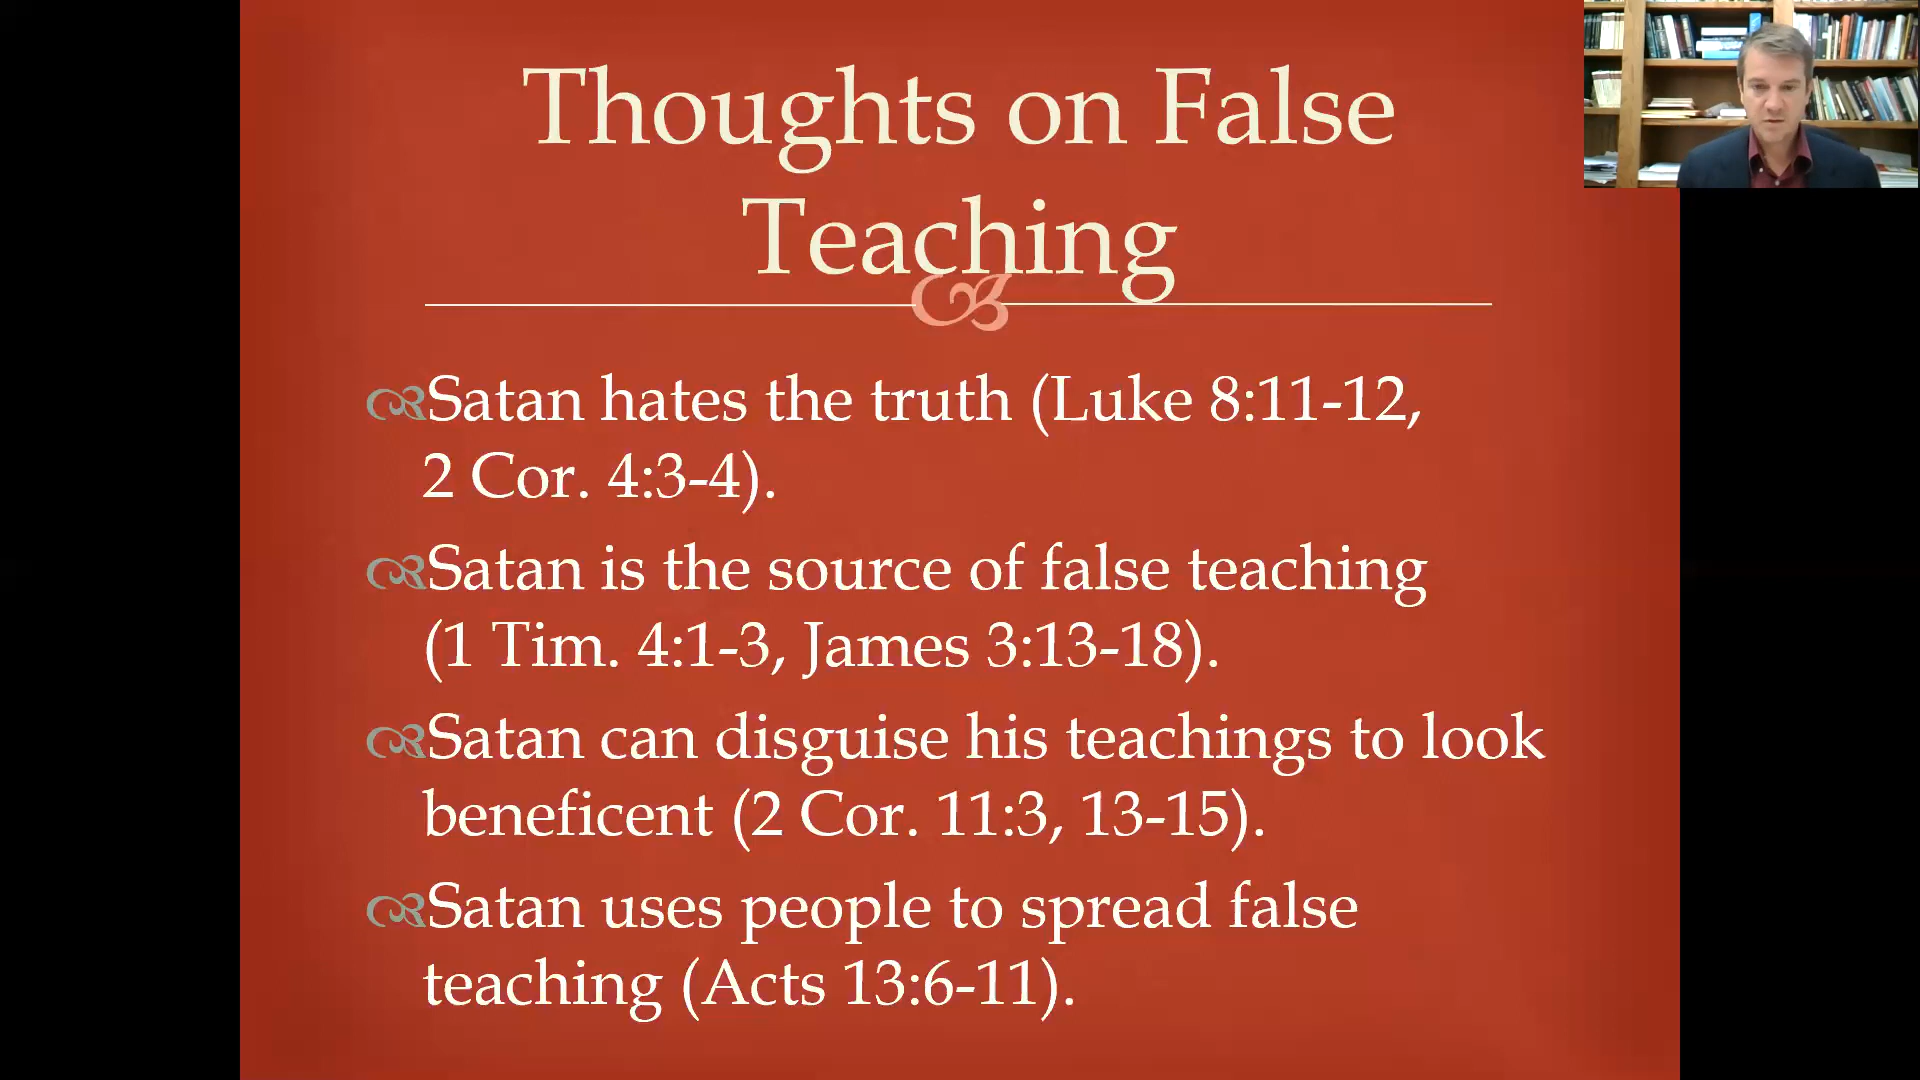 Thoughts on False
Teaching
Satan hates the truth (Luke 8:11-12,
2 Cor. 4:3-4).
Satan is the source of false teaching
(1 Tim. 4:1-3, James 3:13-18).
Satan can disguise his teachings to look
beneficent (2 Cor. 11:3, 13-15).
Satan uses people to spread false
teaching (Acts 13:6-11).